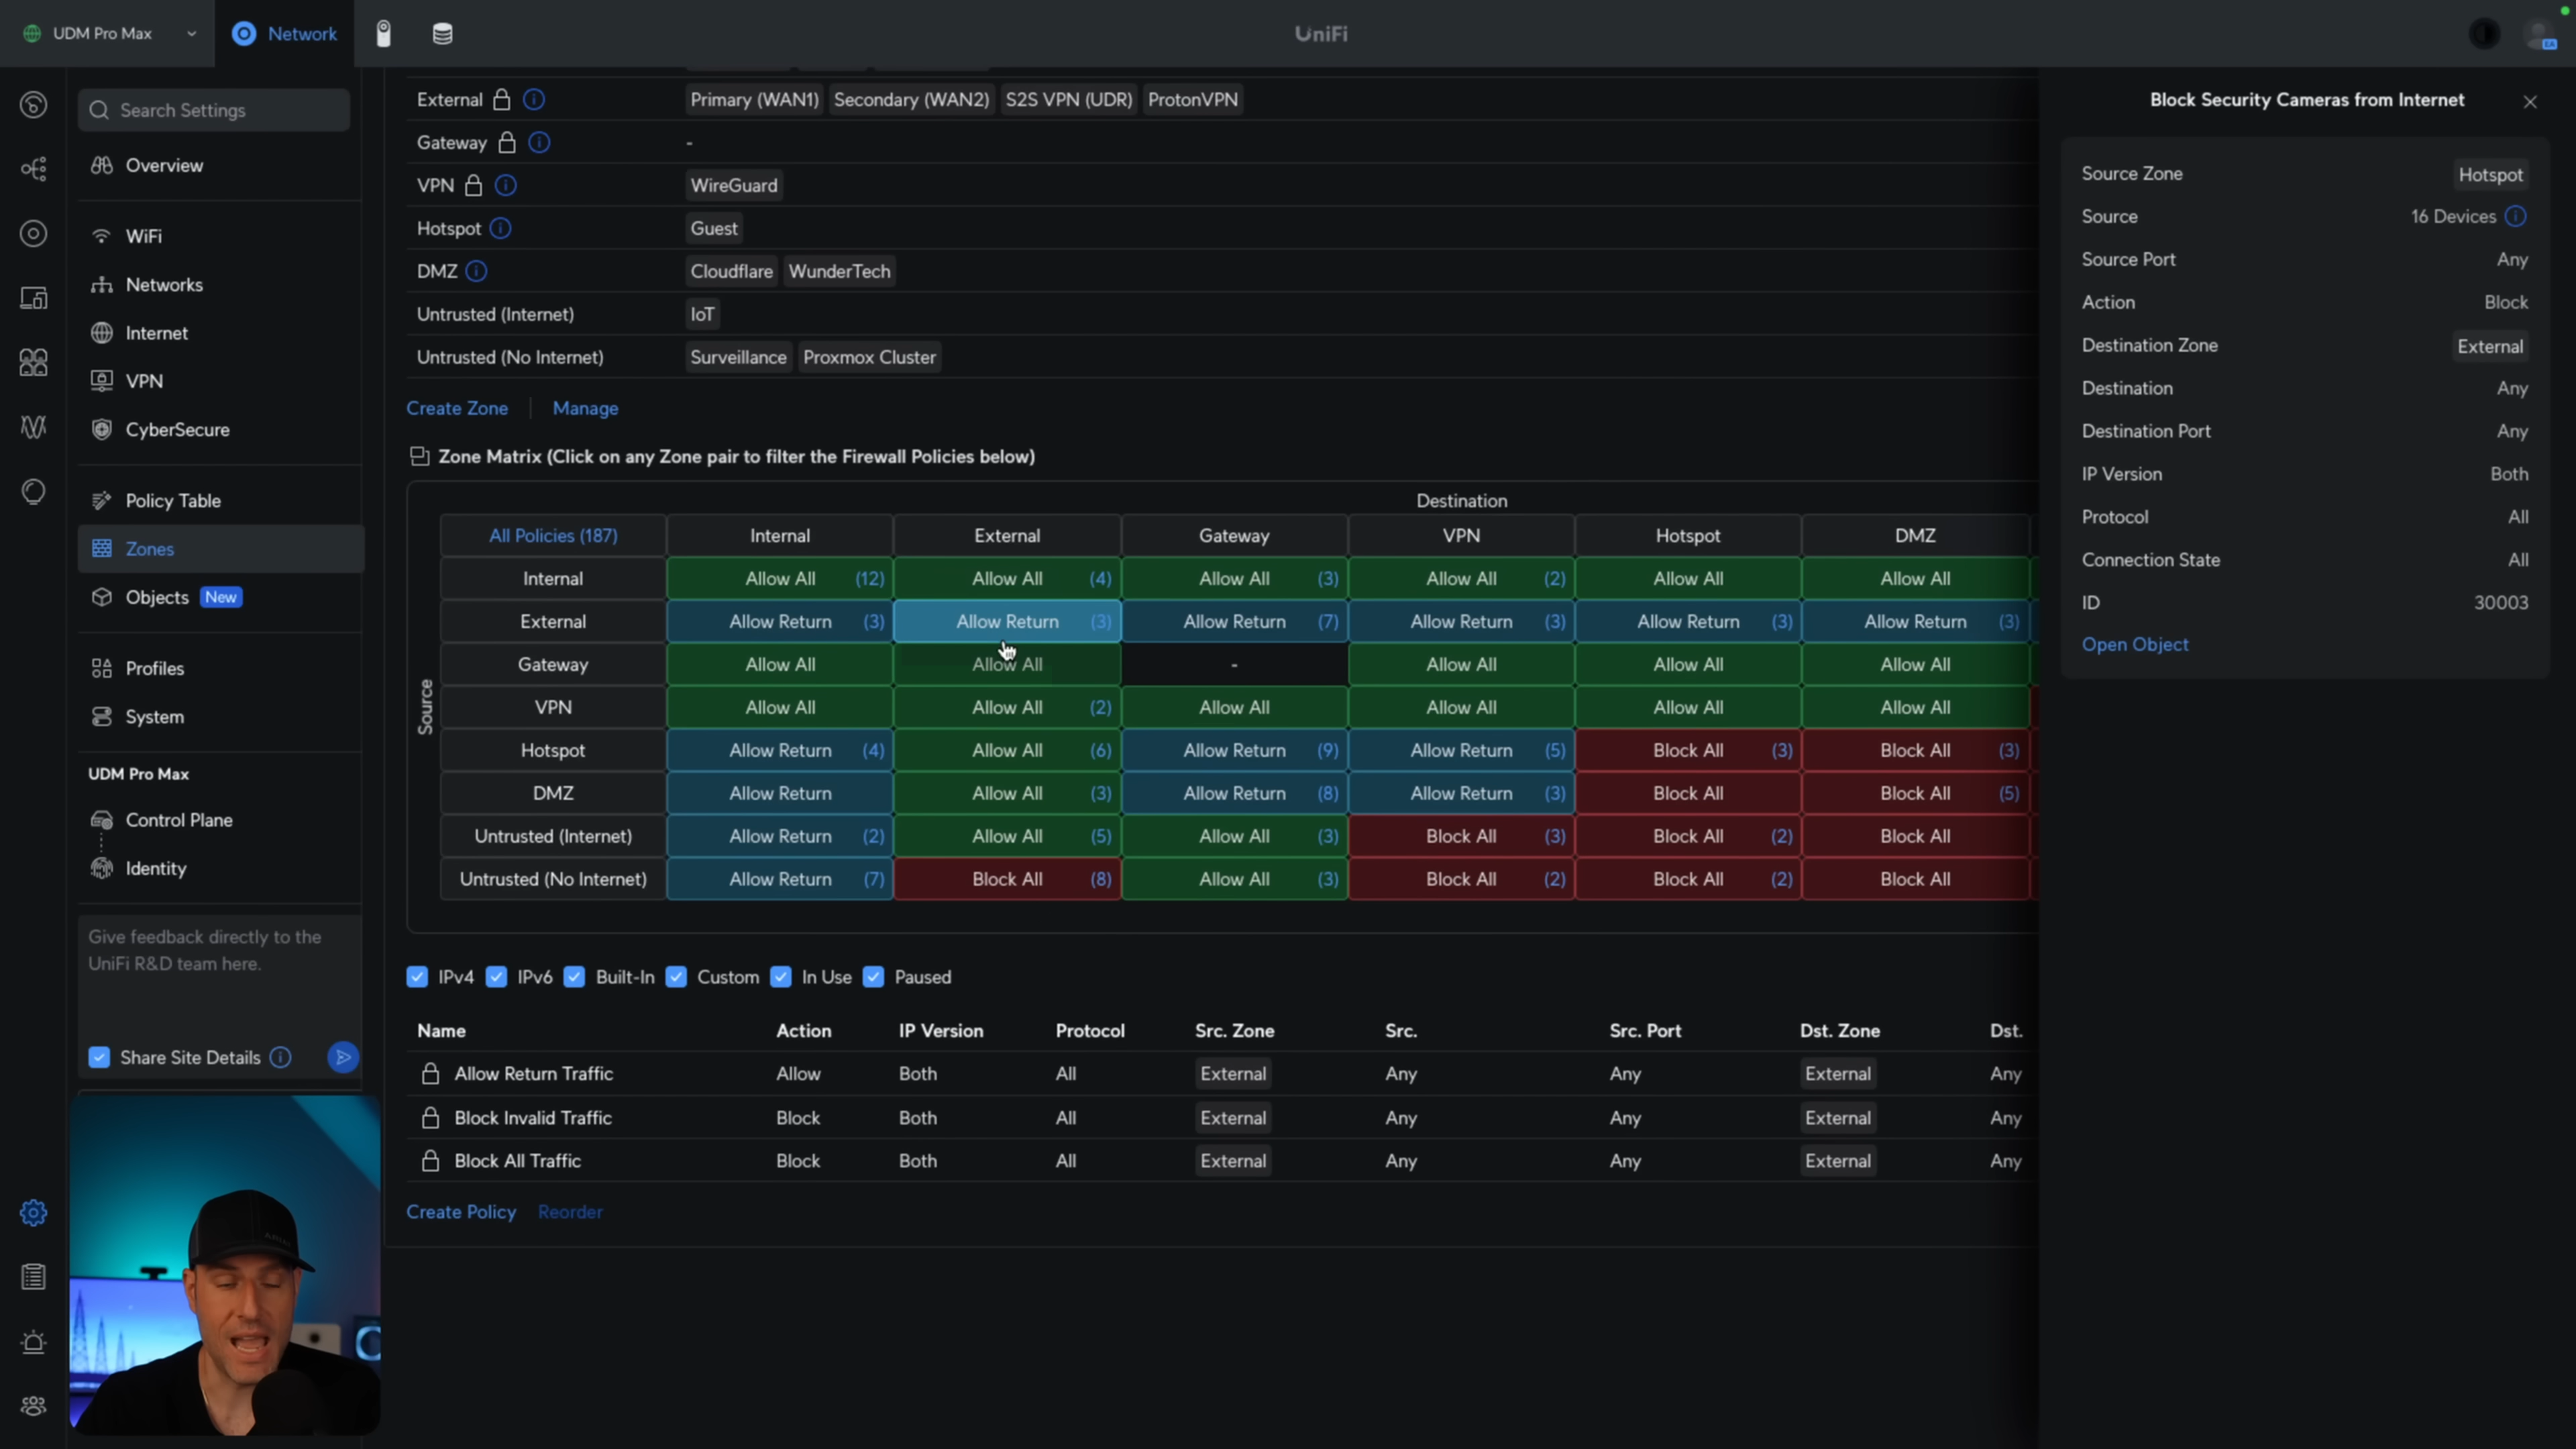 UDM Pro Max
Network
UniFi
Search Settings
Overview
WiFi
Networks
Internet
VPN
CyberSecure
Policy Table
Zones
Objects New
Profiles
System
UDM Pro Max
Control Plane
Identity
Give feedback directly to the
UniFi R&D team here.
Share Site Details
External Primary (WAN1) Secondary (WAN2) S2S VPN (UDR) ProtonVPN
Gateway -
VPN WireGuard
Hotspot Guest
DMZ Cloudflare WunderTech
Untrusted (Internet) IoT
Untrusted (No Internet) Surveillance Proxmox Cluster
Create Zone Manage
Zone Matrix (Click on any Zone pair to filter the Firewall Policies below)
Destination
Source
All Policies (187) Internal External Gateway VPN Hotspot DMZ
Internal Allow All (12) Allow All (4) Allow All (3) Allow All (2) Allow All Allow All
External Allow Return (3) Allow Return (3) Allow Return (7) Allow Return (3) Allow Return (3) Allow Return (3)
Gateway Allow All Allow All - Allow All Allow All Allow All
VPN Allow All Allow All (2) Allow All Allow All Allow All Allow All
Hotspot Allow Return (4) Allow All (6) Allow Return (9) Allow Return (5) Block All (3) Block All (3)
DMZ Allow Return Allow All (3) Allow Return (8) Allow Return (3) Block All Block All (5)
Untrusted (Internet) Allow Return (2) Allow All (5) Allow All (3) Block All (3) Block All (2) Block All
Untrusted (No Internet) Allow Return (7) Block All (8) Allow All (3) Block All (2) Block All (2) Block All
IPv4 IPv6 Built-In Custom In Use Paused
Name Action IP Version Protocol Src. Zone Src. Src. Port Dst. Zone Dst.
Allow Return Traffic Allow Both All External Any Any External Any
Block Invalid Traffic Block Both All External Any Any External Any
Block All Traffic Block Both All External Any Any External Any
Create Policy Reorder
Block Security Cameras from Internet
Source Zone Hotspot
Source 16 Devices
Source Port Any
Action Block
Destination Zone External
Destination Any
Destination Port Any
IP Version Both
Protocol All
Connection State All
ID 30003
Open Object